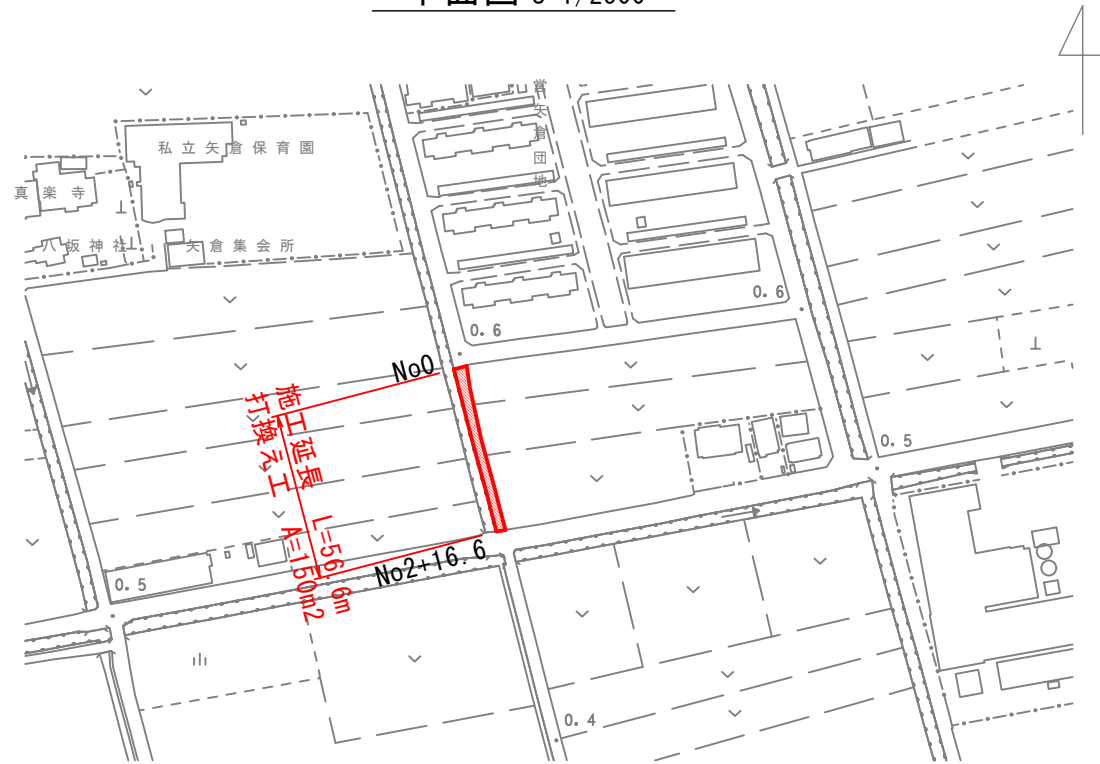 平面図 S=1/2500
私立矢倉保育園
真楽寺
八坂神社
矢倉集会所
営矢倉団地
0.6
0.6
No0
施工延長 L=56.6m
打換え工 A=150m2
No2+16.6
0.5
0.5
0.4